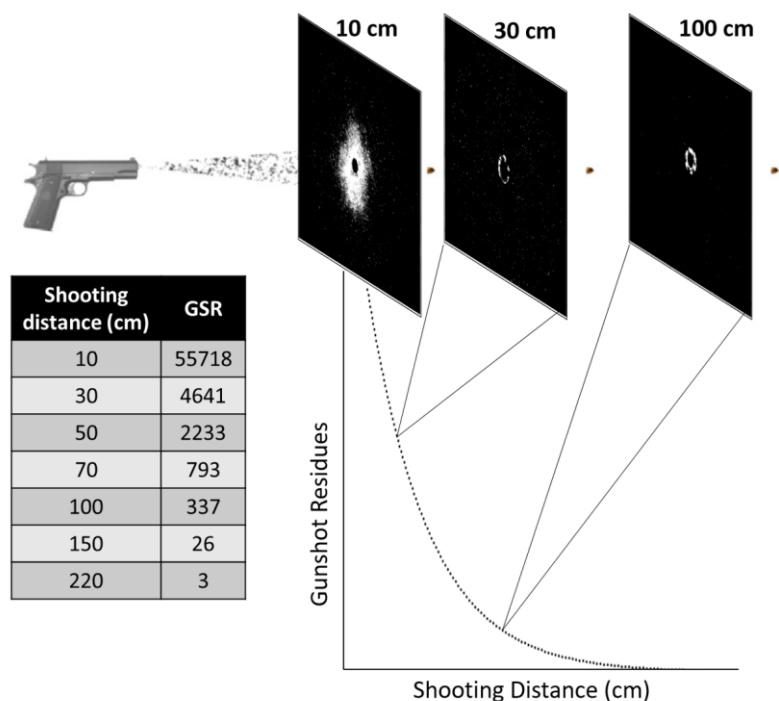 10 cm
30 cm
100 cm
Shooting distance (cm) GSR
10 55718
30 4641
50 2233
70 793
100 337
150 26
220 3
Gunshot Residues
Shooting Distance (cm)